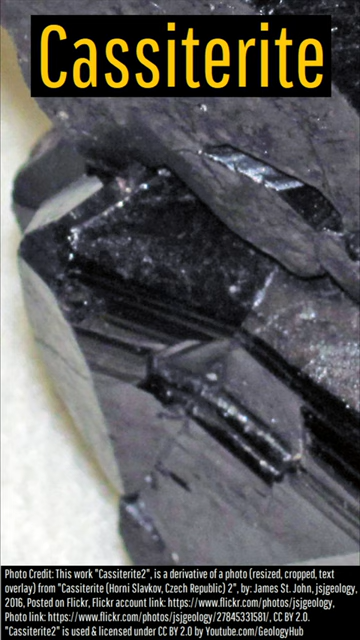 Cassiterite
Photo Credit: This work "Cassiterite2", is a derivative of a photo (resized, cropped, text
overlay) from "Cassiterite (Horni Slavkov, Czech Republic) 2", by: James St. John, jsjgeology,
2016, Posted on Flickr, Flickr account link: https://www.flickr.com/photos/jsjgeology,
Photo link: https://www.flickr.com/photos/jsjgeology/27845331581/, CC BY 2.0.
"Cassiterite2" is used & licensed under CC BY 2.0 by Youtube.com/GeologyHub